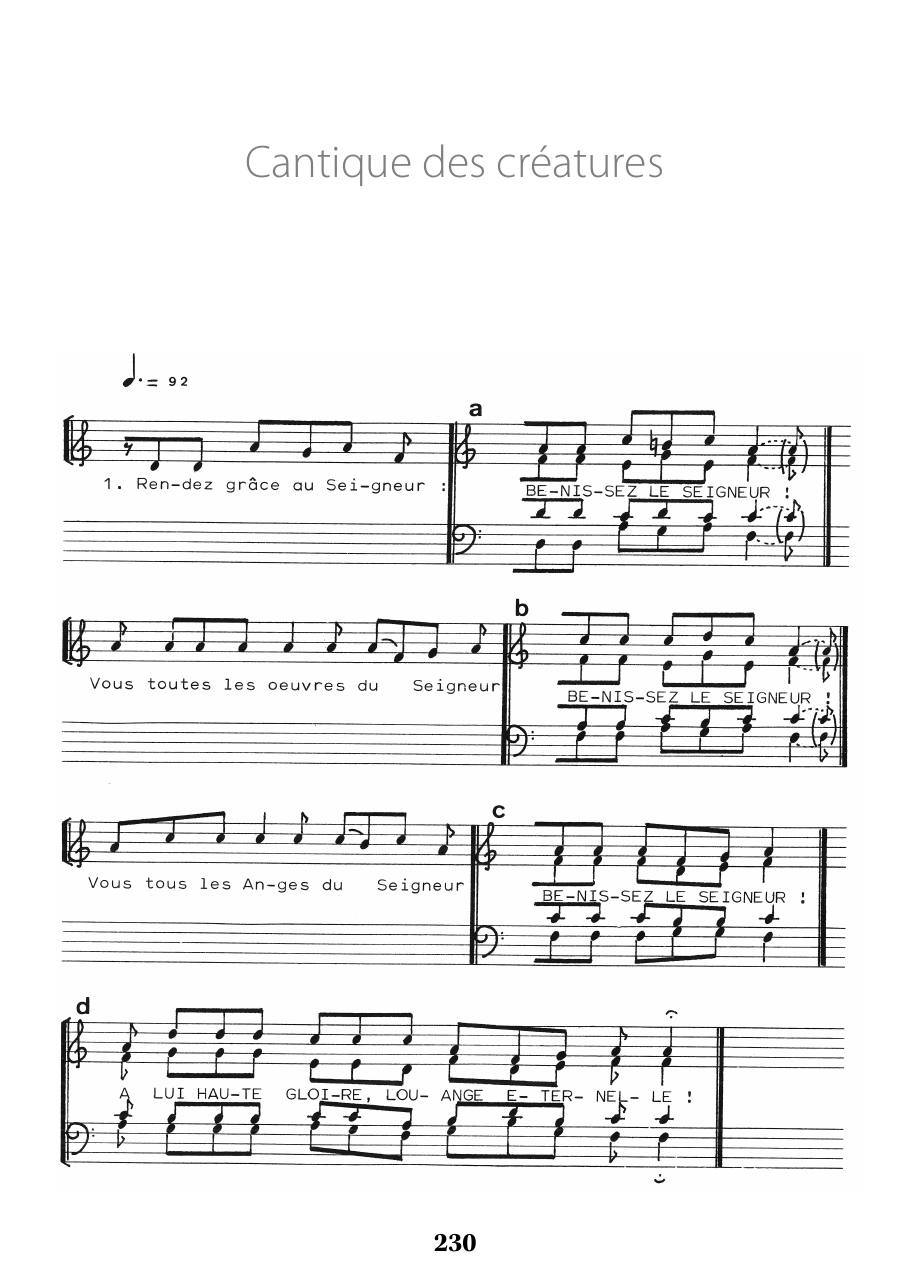 Cantique des créatures
= 92
a
1. Ren-dez grâce au Sei-gneur :
BE-NIS-SEZ LE SEIGNEUR !
b
Vous toutes les oeuvres du Seigneur
BE-NIS-SEZ LE SEIGNEUR !
c
Vous tous les An-ges du Seigneur
BE-NIS-SEZ LE SEIGNEUR !
d
A LUI HAU-TE GLOI-RE, LOU- ANGE E- TER- NEL- LE !
230